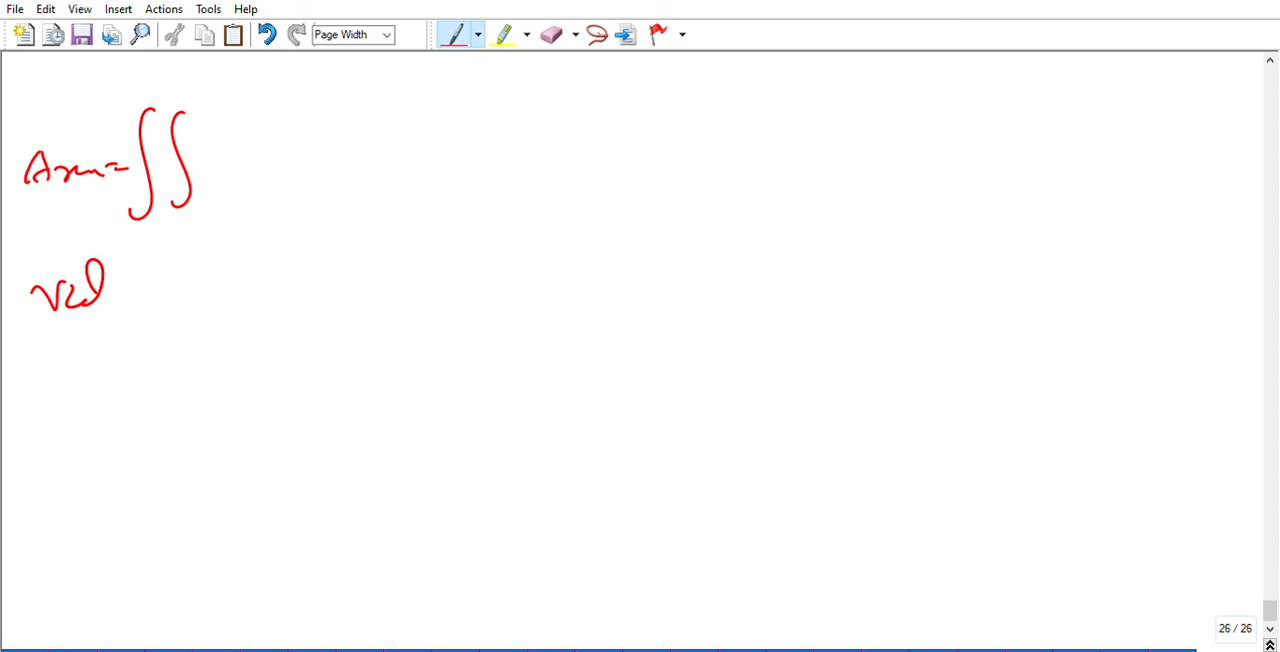 File Edit View Insert Actions Tools Help
Page Width
Area = ∫∫
Vol
26 / 26